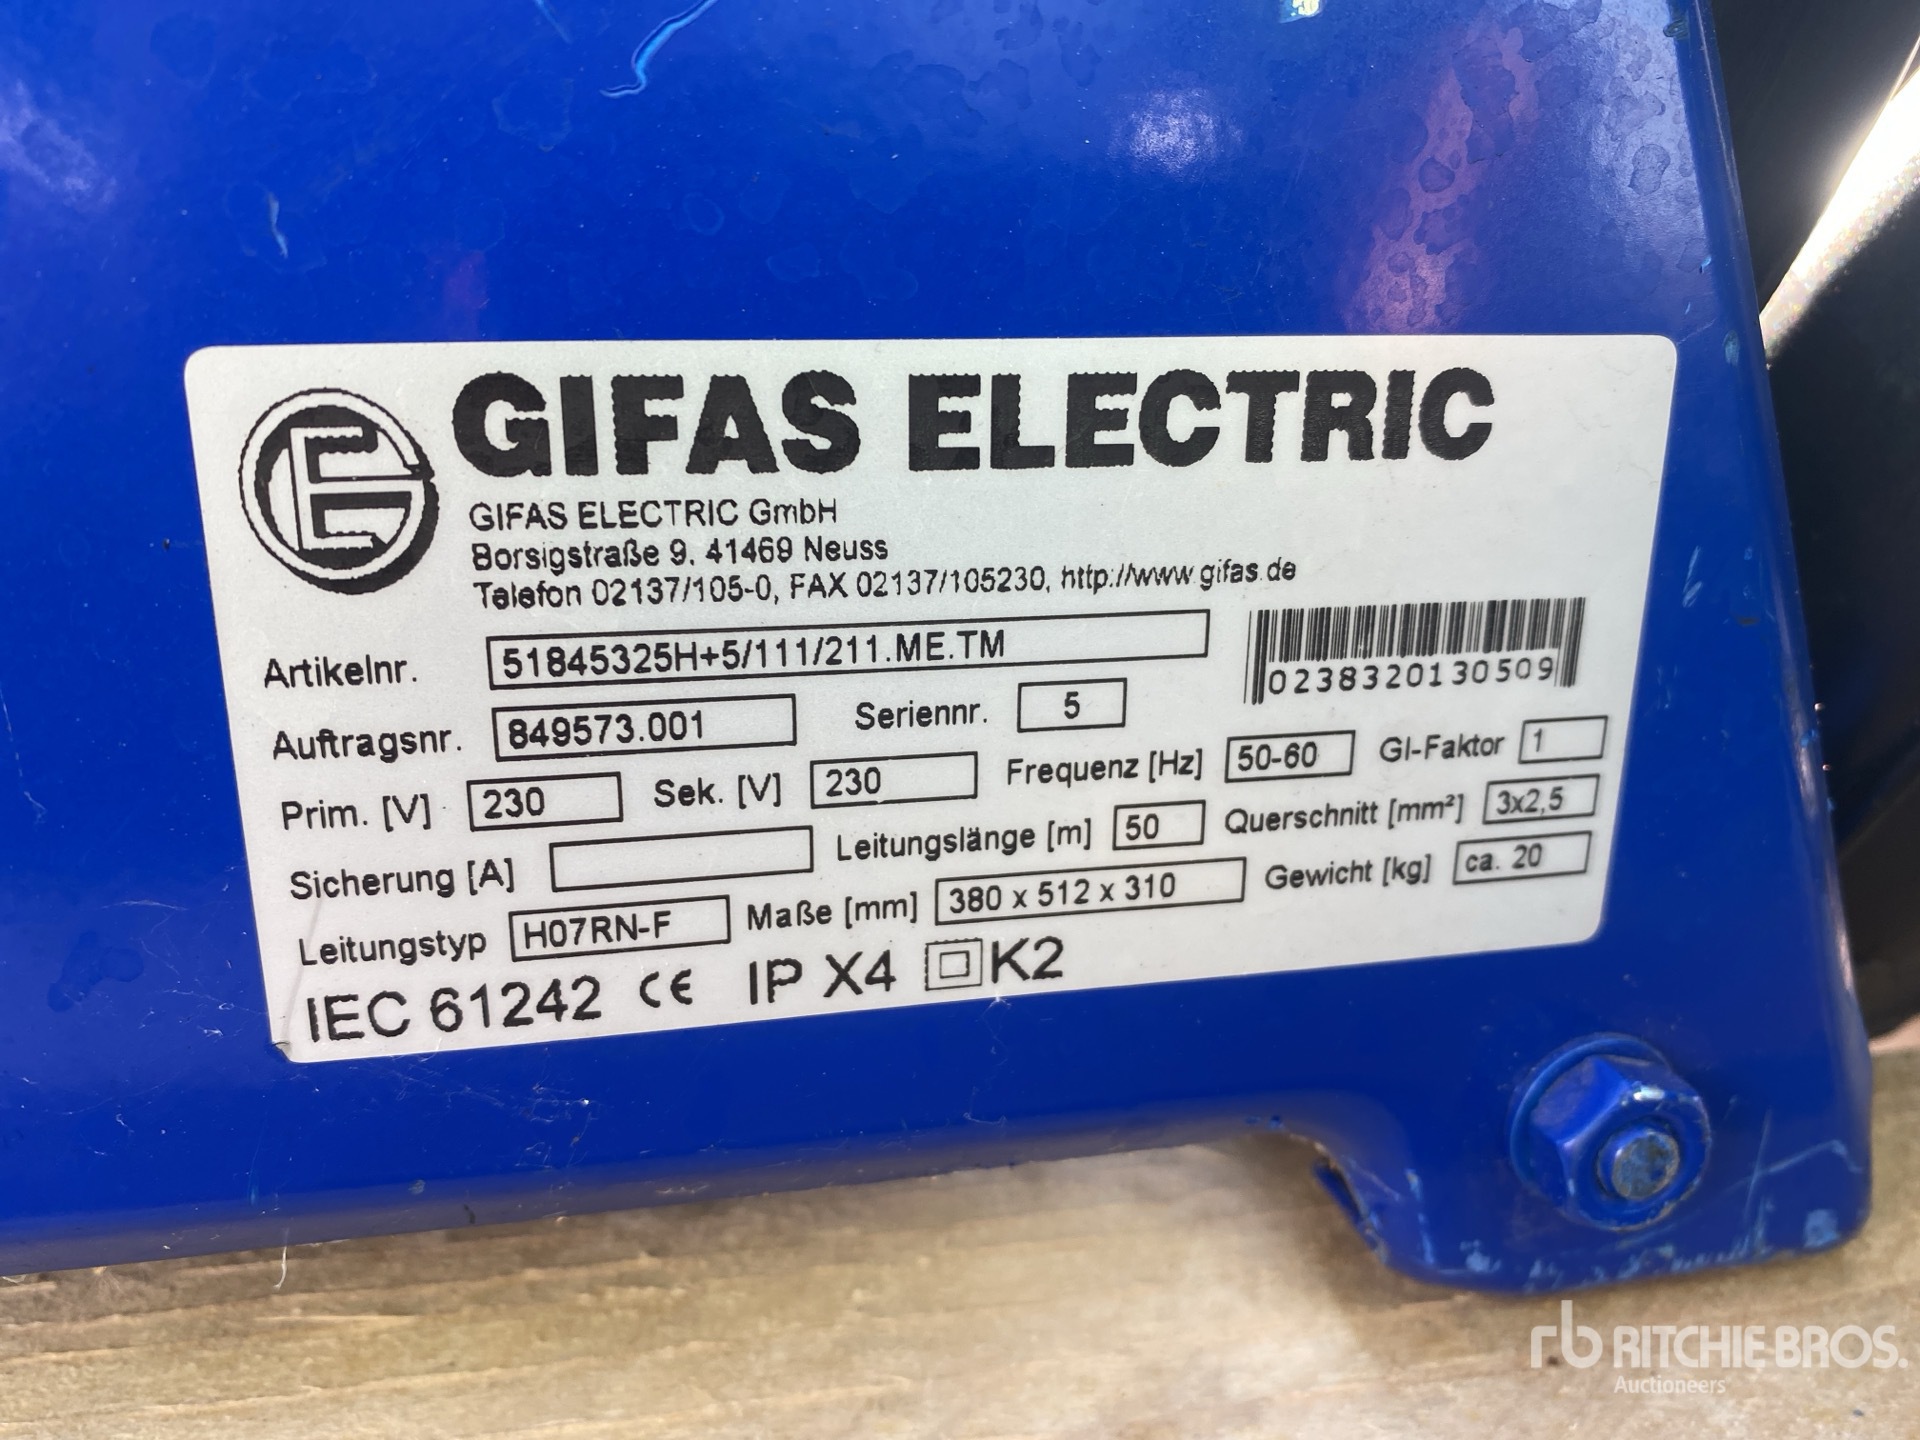 GIFAS ELECTRIC
GIFAS ELECTRIC GmbH
Borsigstraße 9, 41469 Neuss
Telefon 02137/105-0, FAX 02137/105230, http://www.gifas.de
Artikelnr. 51845325H+5/111/211.ME.TM
0238320130509
Auftragsnr. 849573.001 Seriennr. 5
Prim. [V] 230 Sek. [V] 230 Frequenz [Hz] 50-60 GI-Faktor 1
Sicherung [A] Leitungslänge [m] 50 Querschnitt [mm²] 3x2,5
Leitungstyp H07RN-F Maße [mm] 380 x 512 x 310 Gewicht [kg] ca. 20
IEC 61242 CE IP X4 K2
rb RITCHIE BROS.
Auctioneers